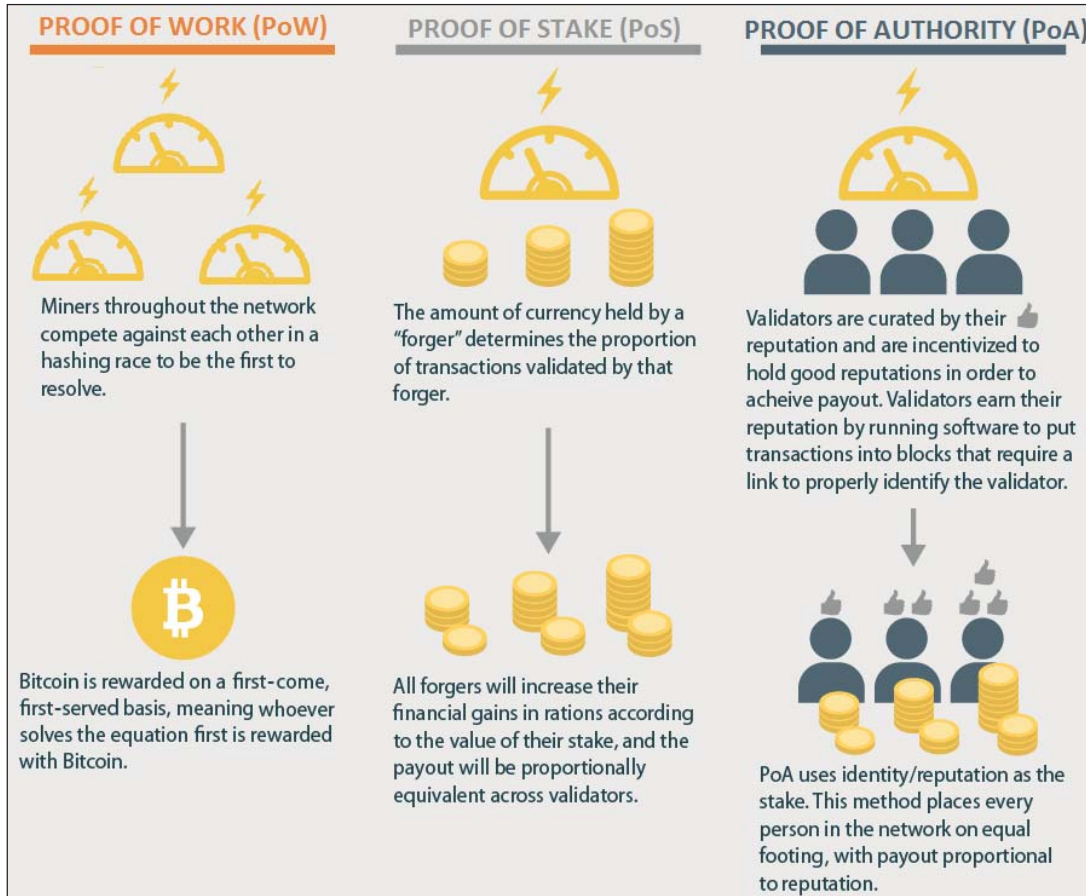 PROOF OF WORK (PoW)
Miners throughout the network
compete against each other in a
hashing race to be the first to
resolve.
Bitcoin is rewarded on a first-come,
first-served basis, meaning whoever
solves the equation first is rewarded
with Bitcoin.
PROOF OF STAKE (PoS)
The amount of currency held by a
“forger” determines the proportion
of transactions validated by that
forger.
All forgers will increase their
financial gains in rations according
to the value of their stake, and the
payout will be proportionally
equivalent across validators.
PROOF OF AUTHORITY (PoA)
Validators are curated by their
reputation and are incentivized to
hold good reputations in order to
acheive payout. Validators earn their
reputation by running software to put
transactions into blocks that require a
link to properly identify the validator.
PoA uses identity/reputation as the
stake. This method places every
person in the network on equal
footing, with payout proportional
to reputation.